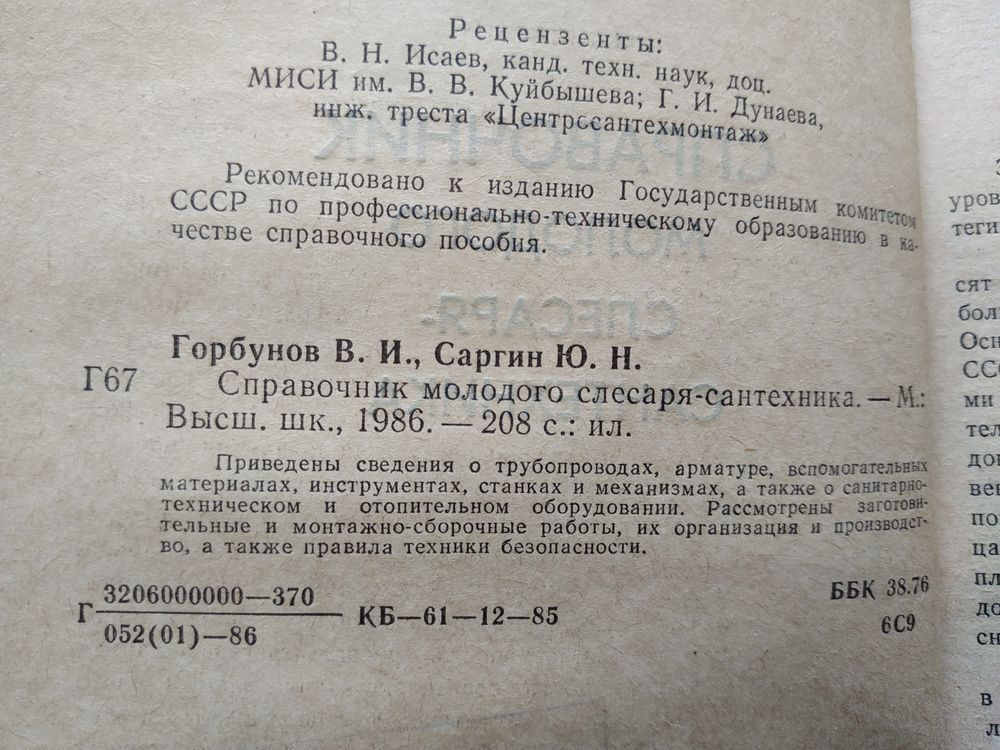 Рецензенты:
В. Н. Исаев, канд. техн. наук, доц.
МИСИ им. В. В. Куйбышева; Г. И. Дунаева,
инж. треста «Центросантехмонтаж»
Рекомендовано к изданию Государственным комитетом
СССР по профессионально-техническому образованию в ка-
честве справочного пособия.
Горбунов В. И., Саргин Ю. Н.
Г67
Справочник молодого слесаря-сантехника. — М.:
Высш. шк., 1986. — 208 с.: ил.
Приведены сведения о трубопроводах, арматуре, вспомогательных
материалах, инструментах, станках и механизмах, а также о санитарно-
техническом и отопительном оборудовании. Рассмотрены заготови-
тельные и монтажно-сборочные работы, их организация и производст-
во, а также правила техники безопасности.
Г 3206000000—370
052(01)—86
КБ—61—12—85
ББК 38.76
6С9